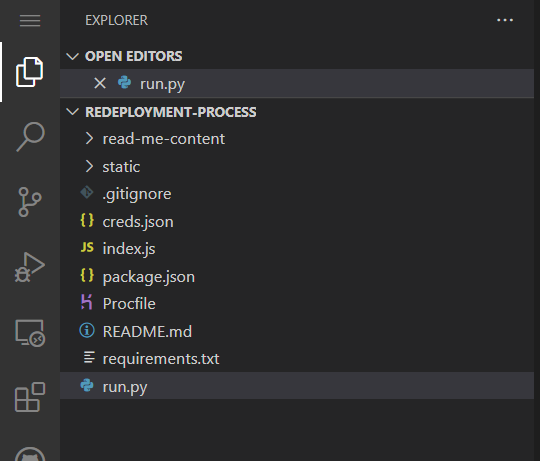 EXPLORER
OPEN EDITORS
run.py
REDEPLOYMENT-PROCESS
read-me-content
static
.gitignore
{ } creds.json
JS index.js
{ } package.json
Procfile
README.md
requirements.txt
run.py